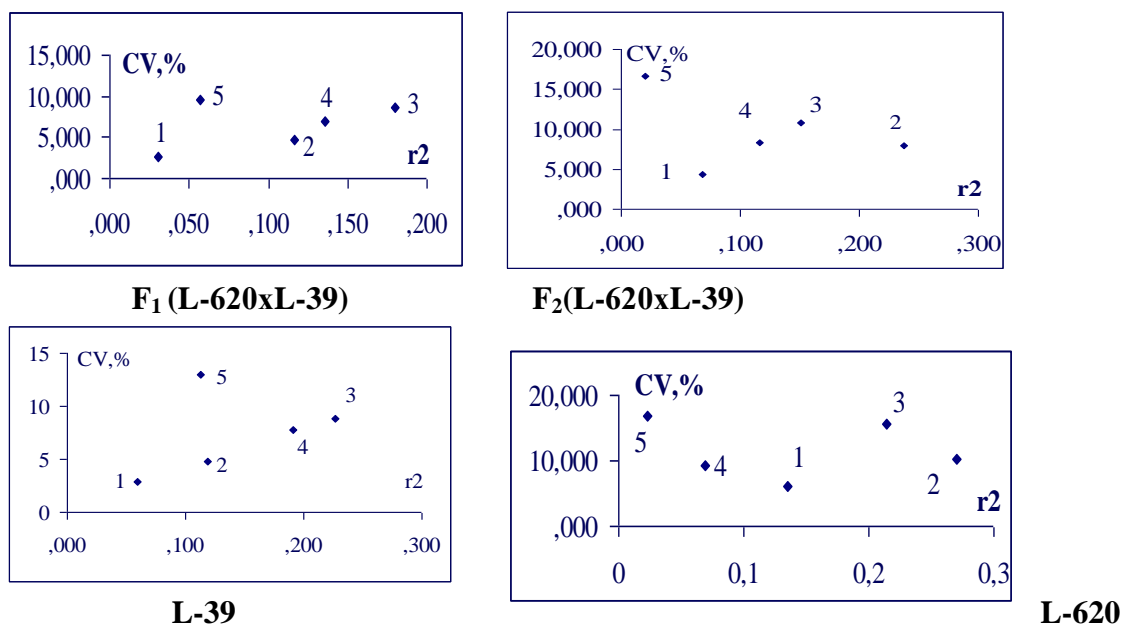 15,000
10,000
5,000
,000
CV,%
1
5
2
4
3
r2
,000 ,050 ,100 ,150 ,200
F₁ (L-620xL-39)
20,000
15,000
10,000
5,000
,000
CV,%
5
4
3
2
1
r2
,000 ,100 ,200 ,300
F₂(L-620xL-39)
15
10
5
0
CV,%
5
3
4
2
1
r2
,000 ,100 ,200 ,300
L-39
20,000
10,000
,000
CV,%
5
4
1
3
2
r2
0 0,1 0,2 0,3
L-620